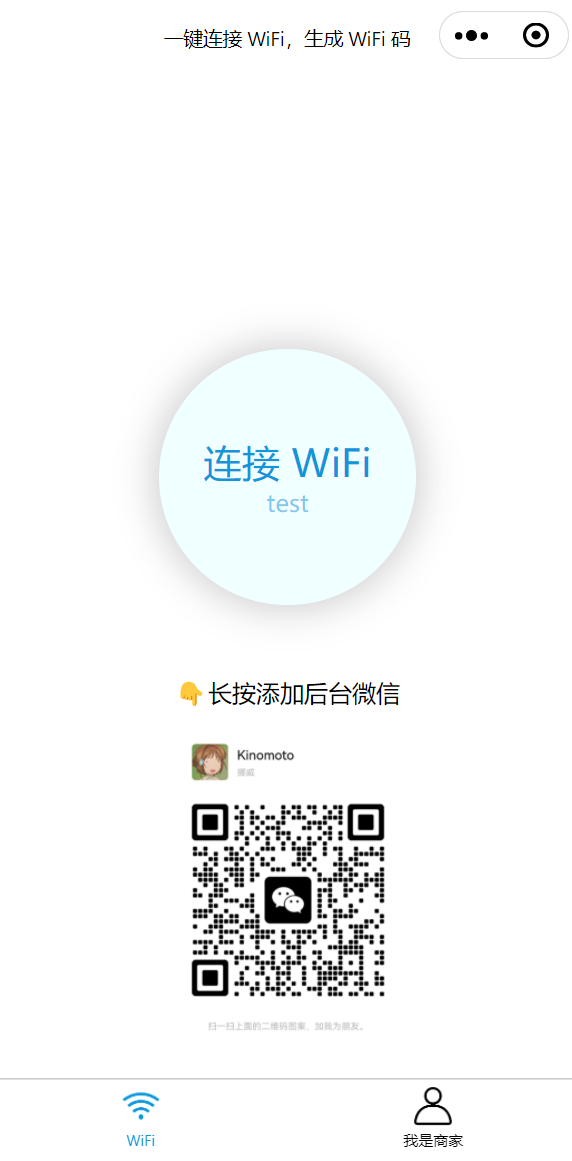 一键连接 WiFi，生成 WiFi 码
连接 WiFi
test
👇长按添加后台微信
Kinomoto
挪威
扫一扫上面的二维码图案，加我为朋友。
WiFi
我是商家